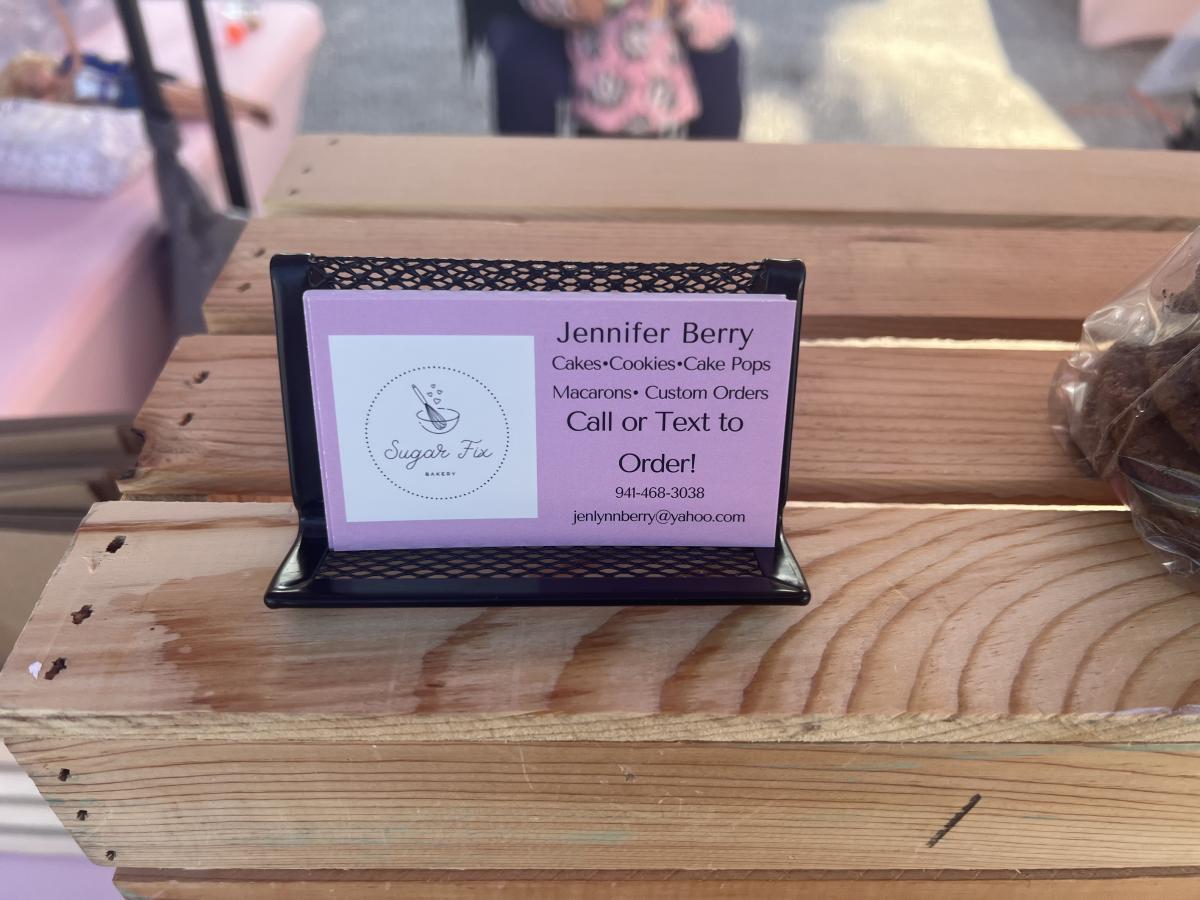 Sugar Fix
BAKERY
Jennifer Berry
Cakes•Cookies•Cake Pops
Macarons• Custom Orders
Call or Text to
Order!
941-468-3038
jenlynnberry@yahoo.com